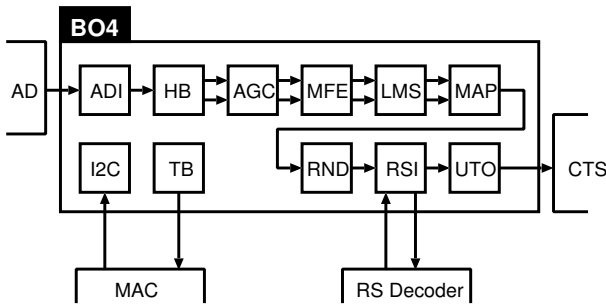 BO4
AD ADI HB AGC MFE LMS MAP
I2C TB RND RSI UTO CTS
MAC RS Decoder